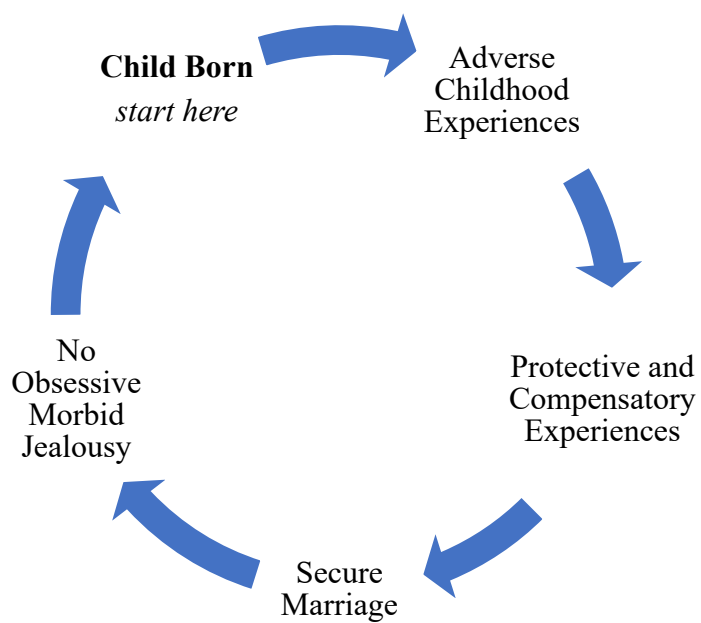 Child Born
start here
Adverse
Childhood
Experiences
Protective and
Compensatory
Experiences
Secure
Marriage
No
Obsessive
Morbid
Jealousy